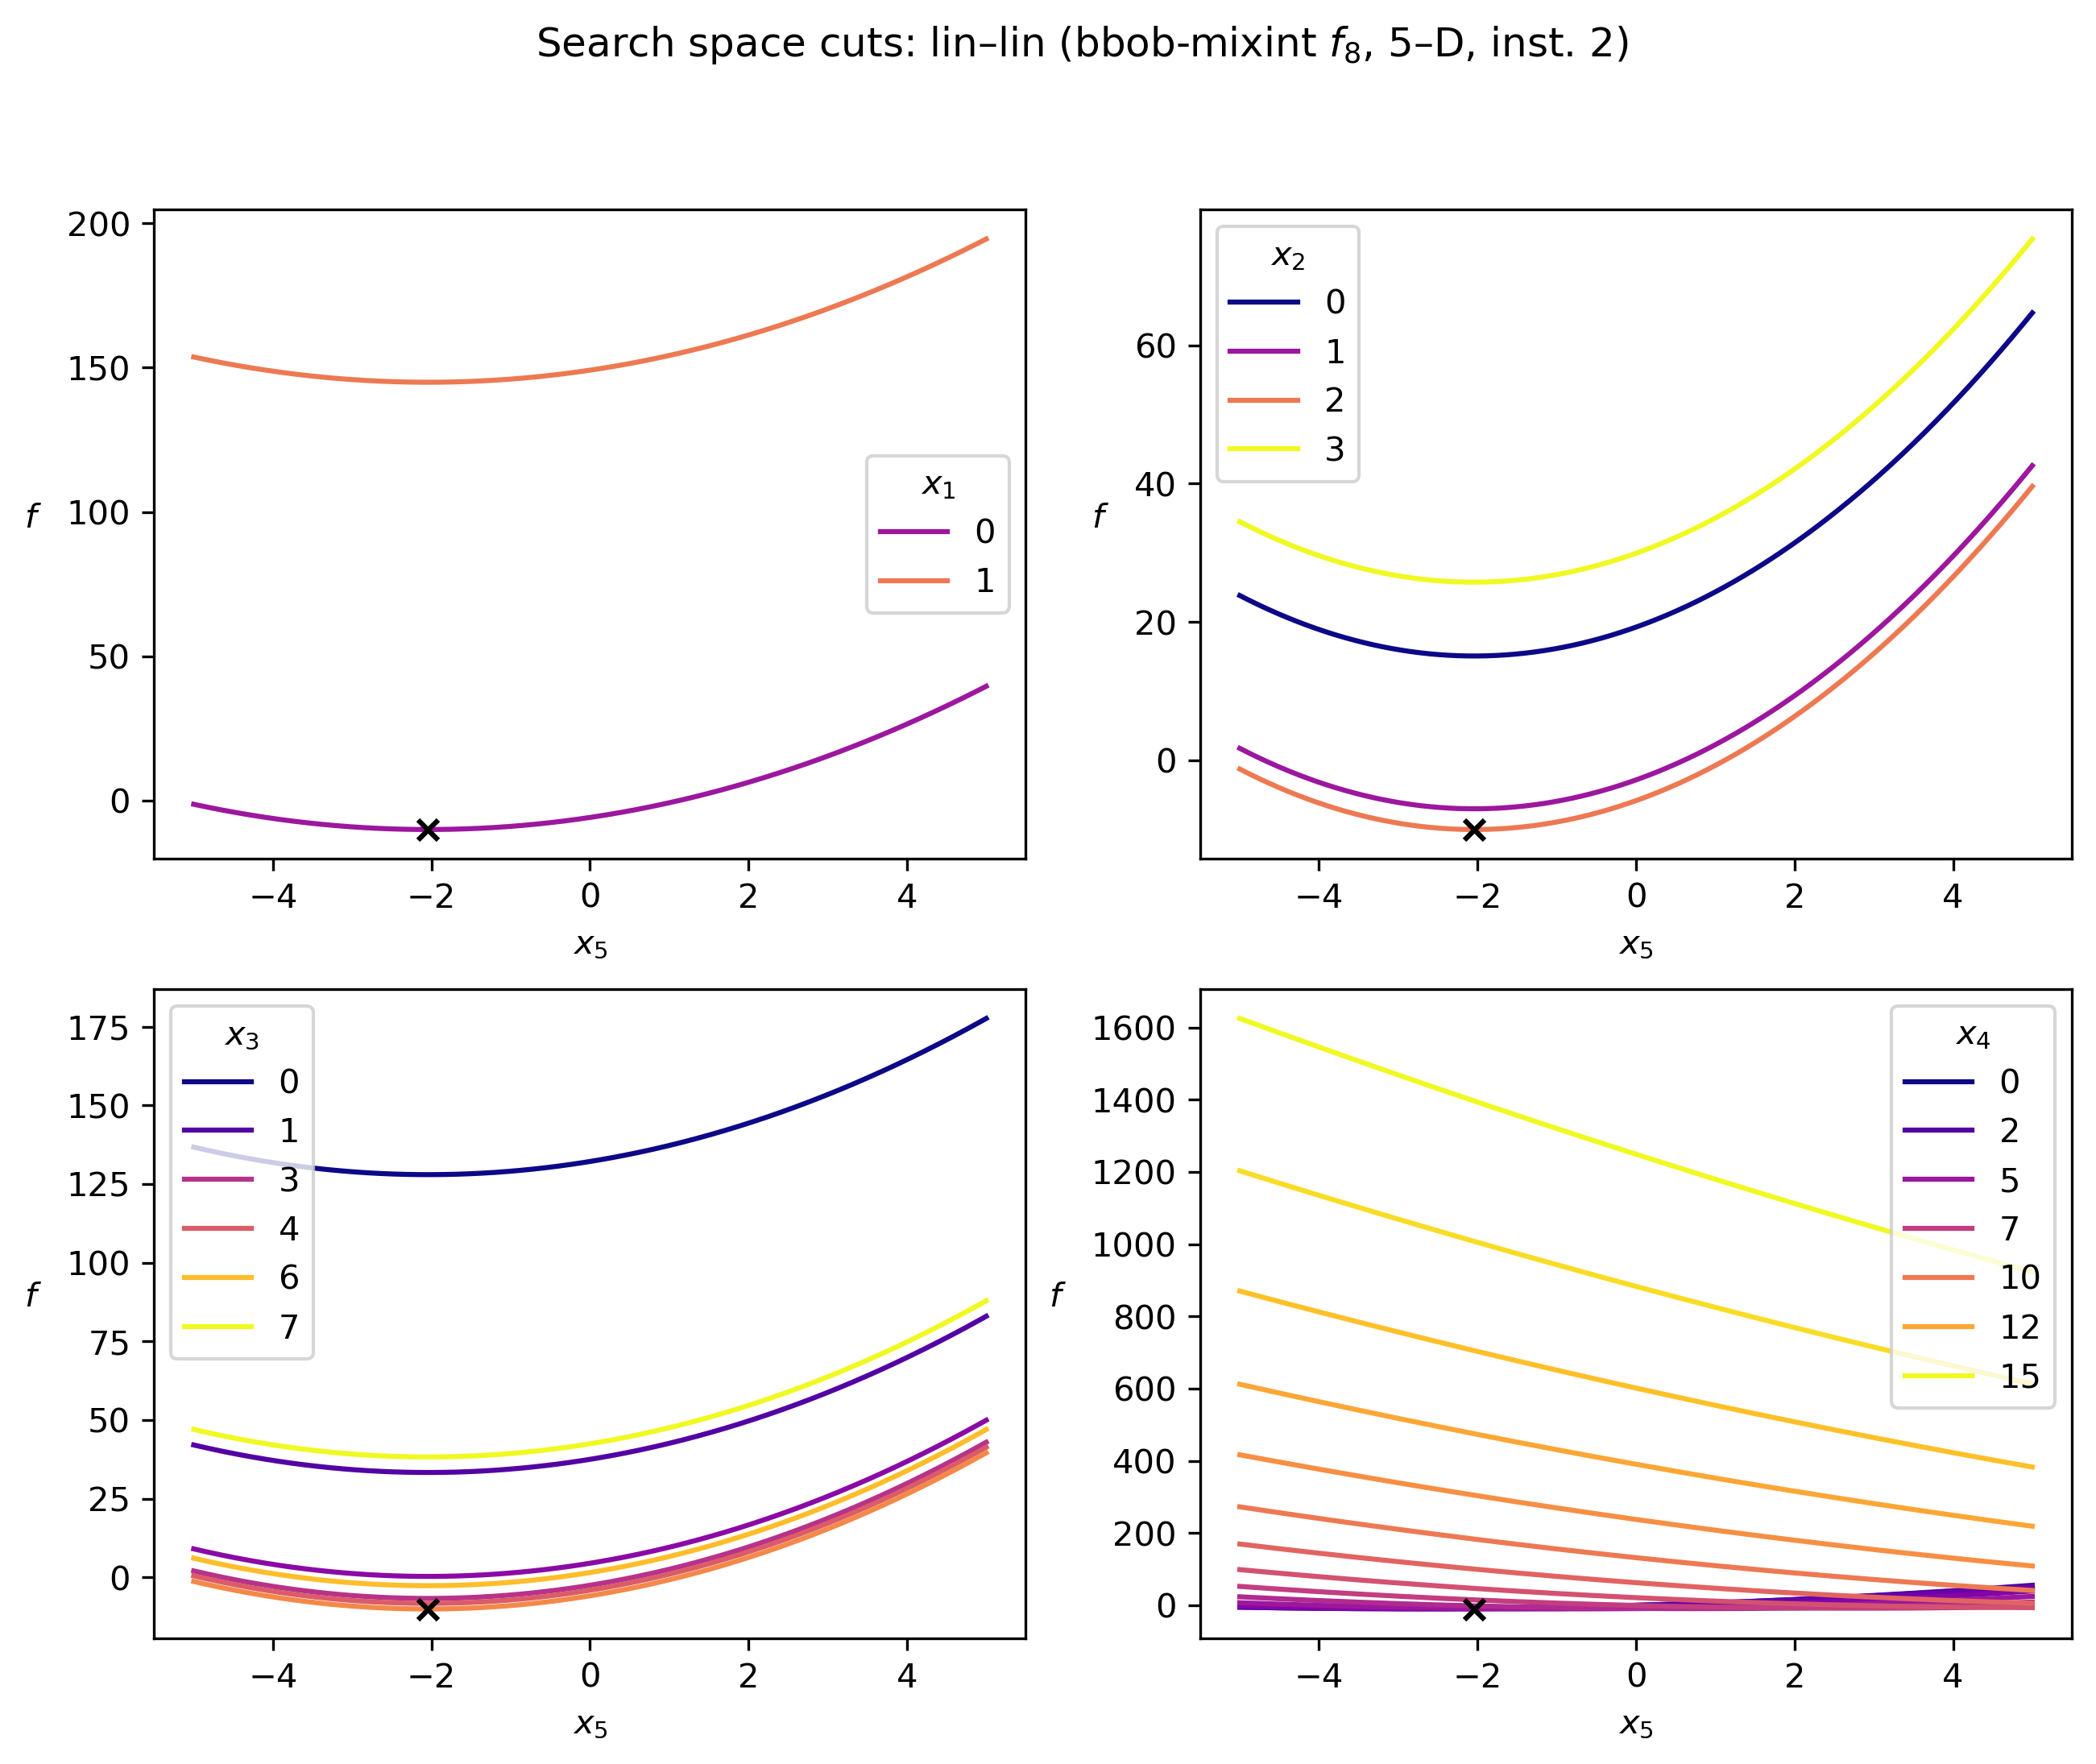 Search space cuts: lin–lin (bbob-mixint f₈, 5–D, inst. 2)
200
150
100
50
0
f
x₁
0
1
−4 −2 0 2 4
x₅
60
40
20
0
f
x₂
0
1
2
3
−4 −2 0 2 4
x₅
175
150
125
100
75
50
25
0
f
x₃
0
1
3
4
6
7
−4 −2 0 2 4
x₅
1600
1400
1200
1000
800
600
400
200
0
f
x₄
0
2
5
7
10
12
15
−4 −2 0 2 4
x₅